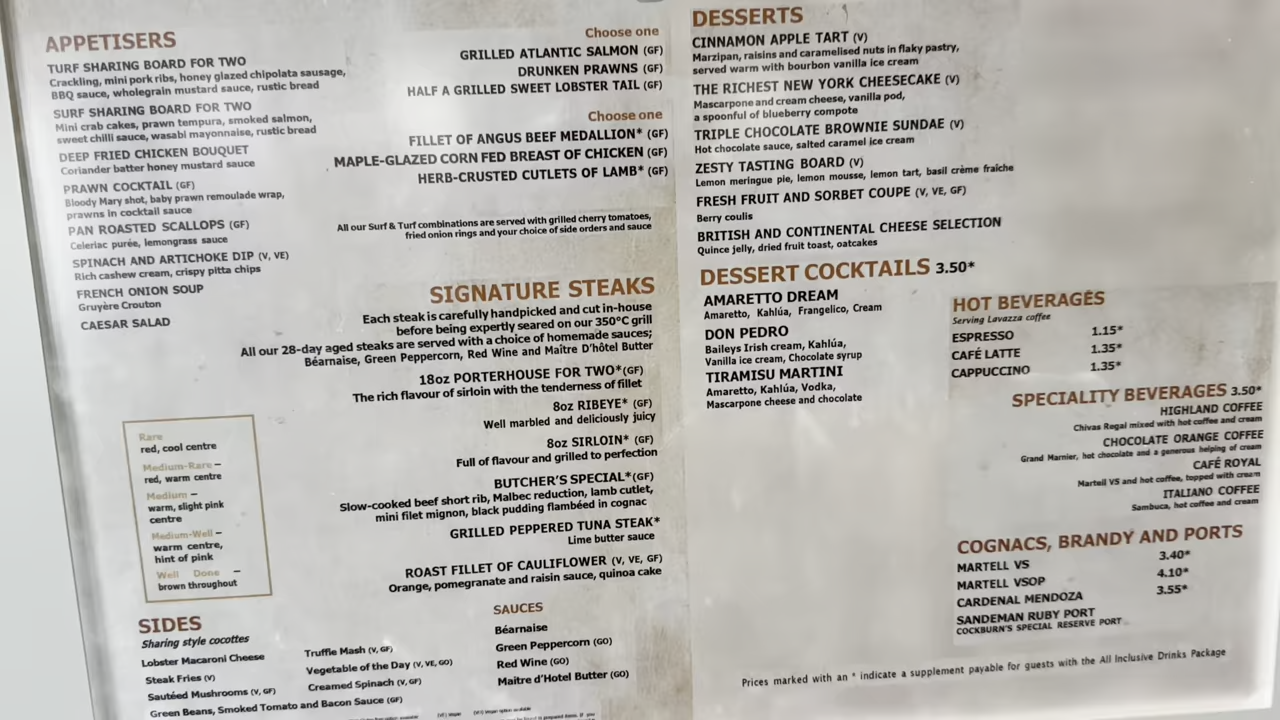 APPETISERS
TURF SHARING BOARD FOR TWO
Crackling, mini pork ribs, honey glazed chipolata sausage,
BBQ sauce, wholegrain mustard sauce, rustic bread
SURF SHARING BOARD FOR TWO
Mini crab cakes, prawn tempura, smoked salmon,
sweet chilli sauce, wasabi mayonnaise, rustic bread
DEEP FRIED CHICKEN BOUQUET
Coriander batter honey mustard sauce
PRAWN COCKTAIL (GF)
Bloody Mary shot, baby prawn remoulade wrap,
prawns in cocktail sauce
PAN ROASTED SCALLOPS (GF)
Celeriac purée, lemongrass sauce
SPINACH AND ARTICHOKE DIP (V, VE)
Rich cashew cream, crispy pitta chips
FRENCH ONION SOUP
Gruyère Crouton
CAESAR SALAD
Choose one
GRILLED ATLANTIC SALMON (GF)
DRUNKEN PRAWNS (GF)
HALF A GRILLED SWEET LOBSTER TAIL (GF)
Choose one
FILLET OF ANGUS BEEF MEDALLION* (GF)
MAPLE-GLAZED CORN FED BREAST OF CHICKEN (GF)
HERB-CRUSTED CUTLETS OF LAMB* (GF)
All our Surf & Turf combinations are served with grilled cherry tomatoes,
fried onion rings and your choice of side orders and sauce
SIGNATURE STEAKS
Each steak is carefully handpicked and cut in-house
before being expertly seared on our 350°C grill
All our 28-day aged steaks are served with a choice of homemade sauces;
Béarnaise, Green Peppercorn, Red Wine and Maitre D'hôtel Butter
18oz PORTERHOUSE FOR TWO*(GF)
The rich flavour of sirloin with the tenderness of fillet
8oz RIBEYE* (GF)
Well marbled and deliciously juicy
8oz SIRLOIN* (GF)
Full of flavour and grilled to perfection
BUTCHER'S SPECIAL*(GF)
Slow-cooked beef short rib, Malbec reduction, lamb cutlet,
mini filet mignon, black pudding flambéed in cognac
GRILLED PEPPERED TUNA STEAK*
Lime butter sauce
ROAST FILLET OF CAULIFLOWER (V, VE, GF)
Orange, pomegranate and raisin sauce, quinoa cake
Rare
red, cool centre
Medium-Rare –
red, warm centre
Medium –
warm, slight pink
centre
Medium-Well –
warm centre,
hint of pink
Well Done –
brown throughout
SIDES
Sharing style cocottes
Lobster Macaroni Cheese
Steak Fries (V)
Sautéed Mushrooms (V, GF)
Green Beans, Smoked Tomato and Bacon Sauce (GF)
Truffle Mash (V, GF)
Vegetable of the Day (V, VE, GO)
Creamed Spinach (V, GF)
SAUCES
Béarnaise
Green Peppercorn (GO)
Red Wine (GO)
Maitre d'Hotel Butter (GO)
DESSERTS
CINNAMON APPLE TART (V)
Marzipan, raisins and caramelised nuts in flaky pastry,
served warm with bourbon vanilla ice cream
THE RICHEST NEW YORK CHEESECAKE (V)
Mascarpone and cream cheese, vanilla pod,
a spoonful of blueberry compote
TRIPLE CHOCOLATE BROWNIE SUNDAE (V)
Hot chocolate sauce, salted caramel ice cream
ZESTY TASTING BOARD (V)
Lemon meringue pie, lemon mousse, lemon tart, basil crème fraîche
FRESH FRUIT AND SORBET COUPE (V, VE, GF)
Berry coulis
BRITISH AND CONTINENTAL CHEESE SELECTION
Quince jelly, dried fruit toast, oatcakes
DESSERT COCKTAILS 3.50*
AMARETTO DREAM
Amaretto, Kahlúa, Frangelico, Cream
DON PEDRO
Baileys Irish cream, Kahlúa,
Vanilla ice cream, Chocolate syrup
TIRAMISU MARTINI
Amaretto, Kahlúa, Vodka,
Mascarpone cheese and chocolate
HOT BEVERAGES
Serving Lavazza coffee
ESPRESSO 1.15*
CAFÉ LATTE 1.35*
CAPPUCCINO 1.35*
SPECIALITY BEVERAGES 3.50*
HIGHLAND COFFEE
Chivas Regal mixed with hot coffee and cream
CHOCOLATE ORANGE COFFEE
Grand Marnier, hot chocolate and a generous helping of cream
CAFÉ ROYAL
Martell VS and hot coffee, topped with cream
ITALIANO COFFEE
Sambuca, hot coffee and cream
COGNACS, BRANDY AND PORTS
MARTELL VS 3.40*
MARTELL VSOP 4.10*
CARDENAL MENDOZA 3.55*
SANDEMAN RUBY PORT
COCKBURN'S SPECIAL RESERVE PORT
Prices marked with an * indicate a supplement payable for guests with the All Inclusive Drinks Package